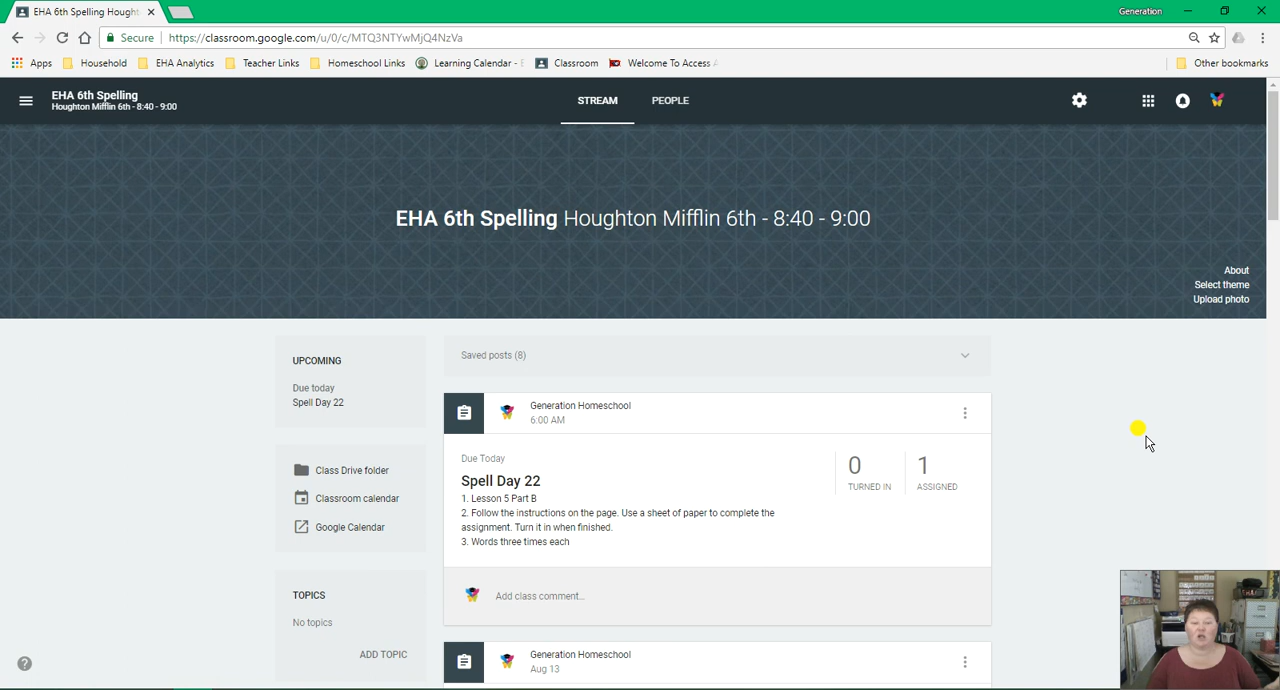 EHA 6th Spelling Hought
Generation
Secure
https://classroom.google.com/u/0/c/MTQ3NTYwMjQ4NzVa
Apps Household EHA Analytics Teacher Links Homeschool Links Learning Calendar - Classroom Welcome To Access Other bookmarks
EHA 6th Spelling
Houghton Mifflin 6th - 8:40 - 9:00
STREAM PEOPLE
EHA 6th Spelling Houghton Mifflin 6th - 8:40 - 9:00
About
Select theme
Upload photo
UPCOMING
Due today
Spell Day 22
Class Drive folder
Classroom calendar
Google Calendar
TOPICS
No topics
ADD TOPIC
Saved posts (8)
Generation Homeschool
6:00 AM
Due Today
Spell Day 22
1. Lesson 5 Part B
2. Follow the instructions on the page. Use a sheet of paper to complete the
assignment. Turn it in when finished.
3. Words three times each
0
TURNED IN
1
ASSIGNED
Add class comment...
Generation Homeschool
Aug 13